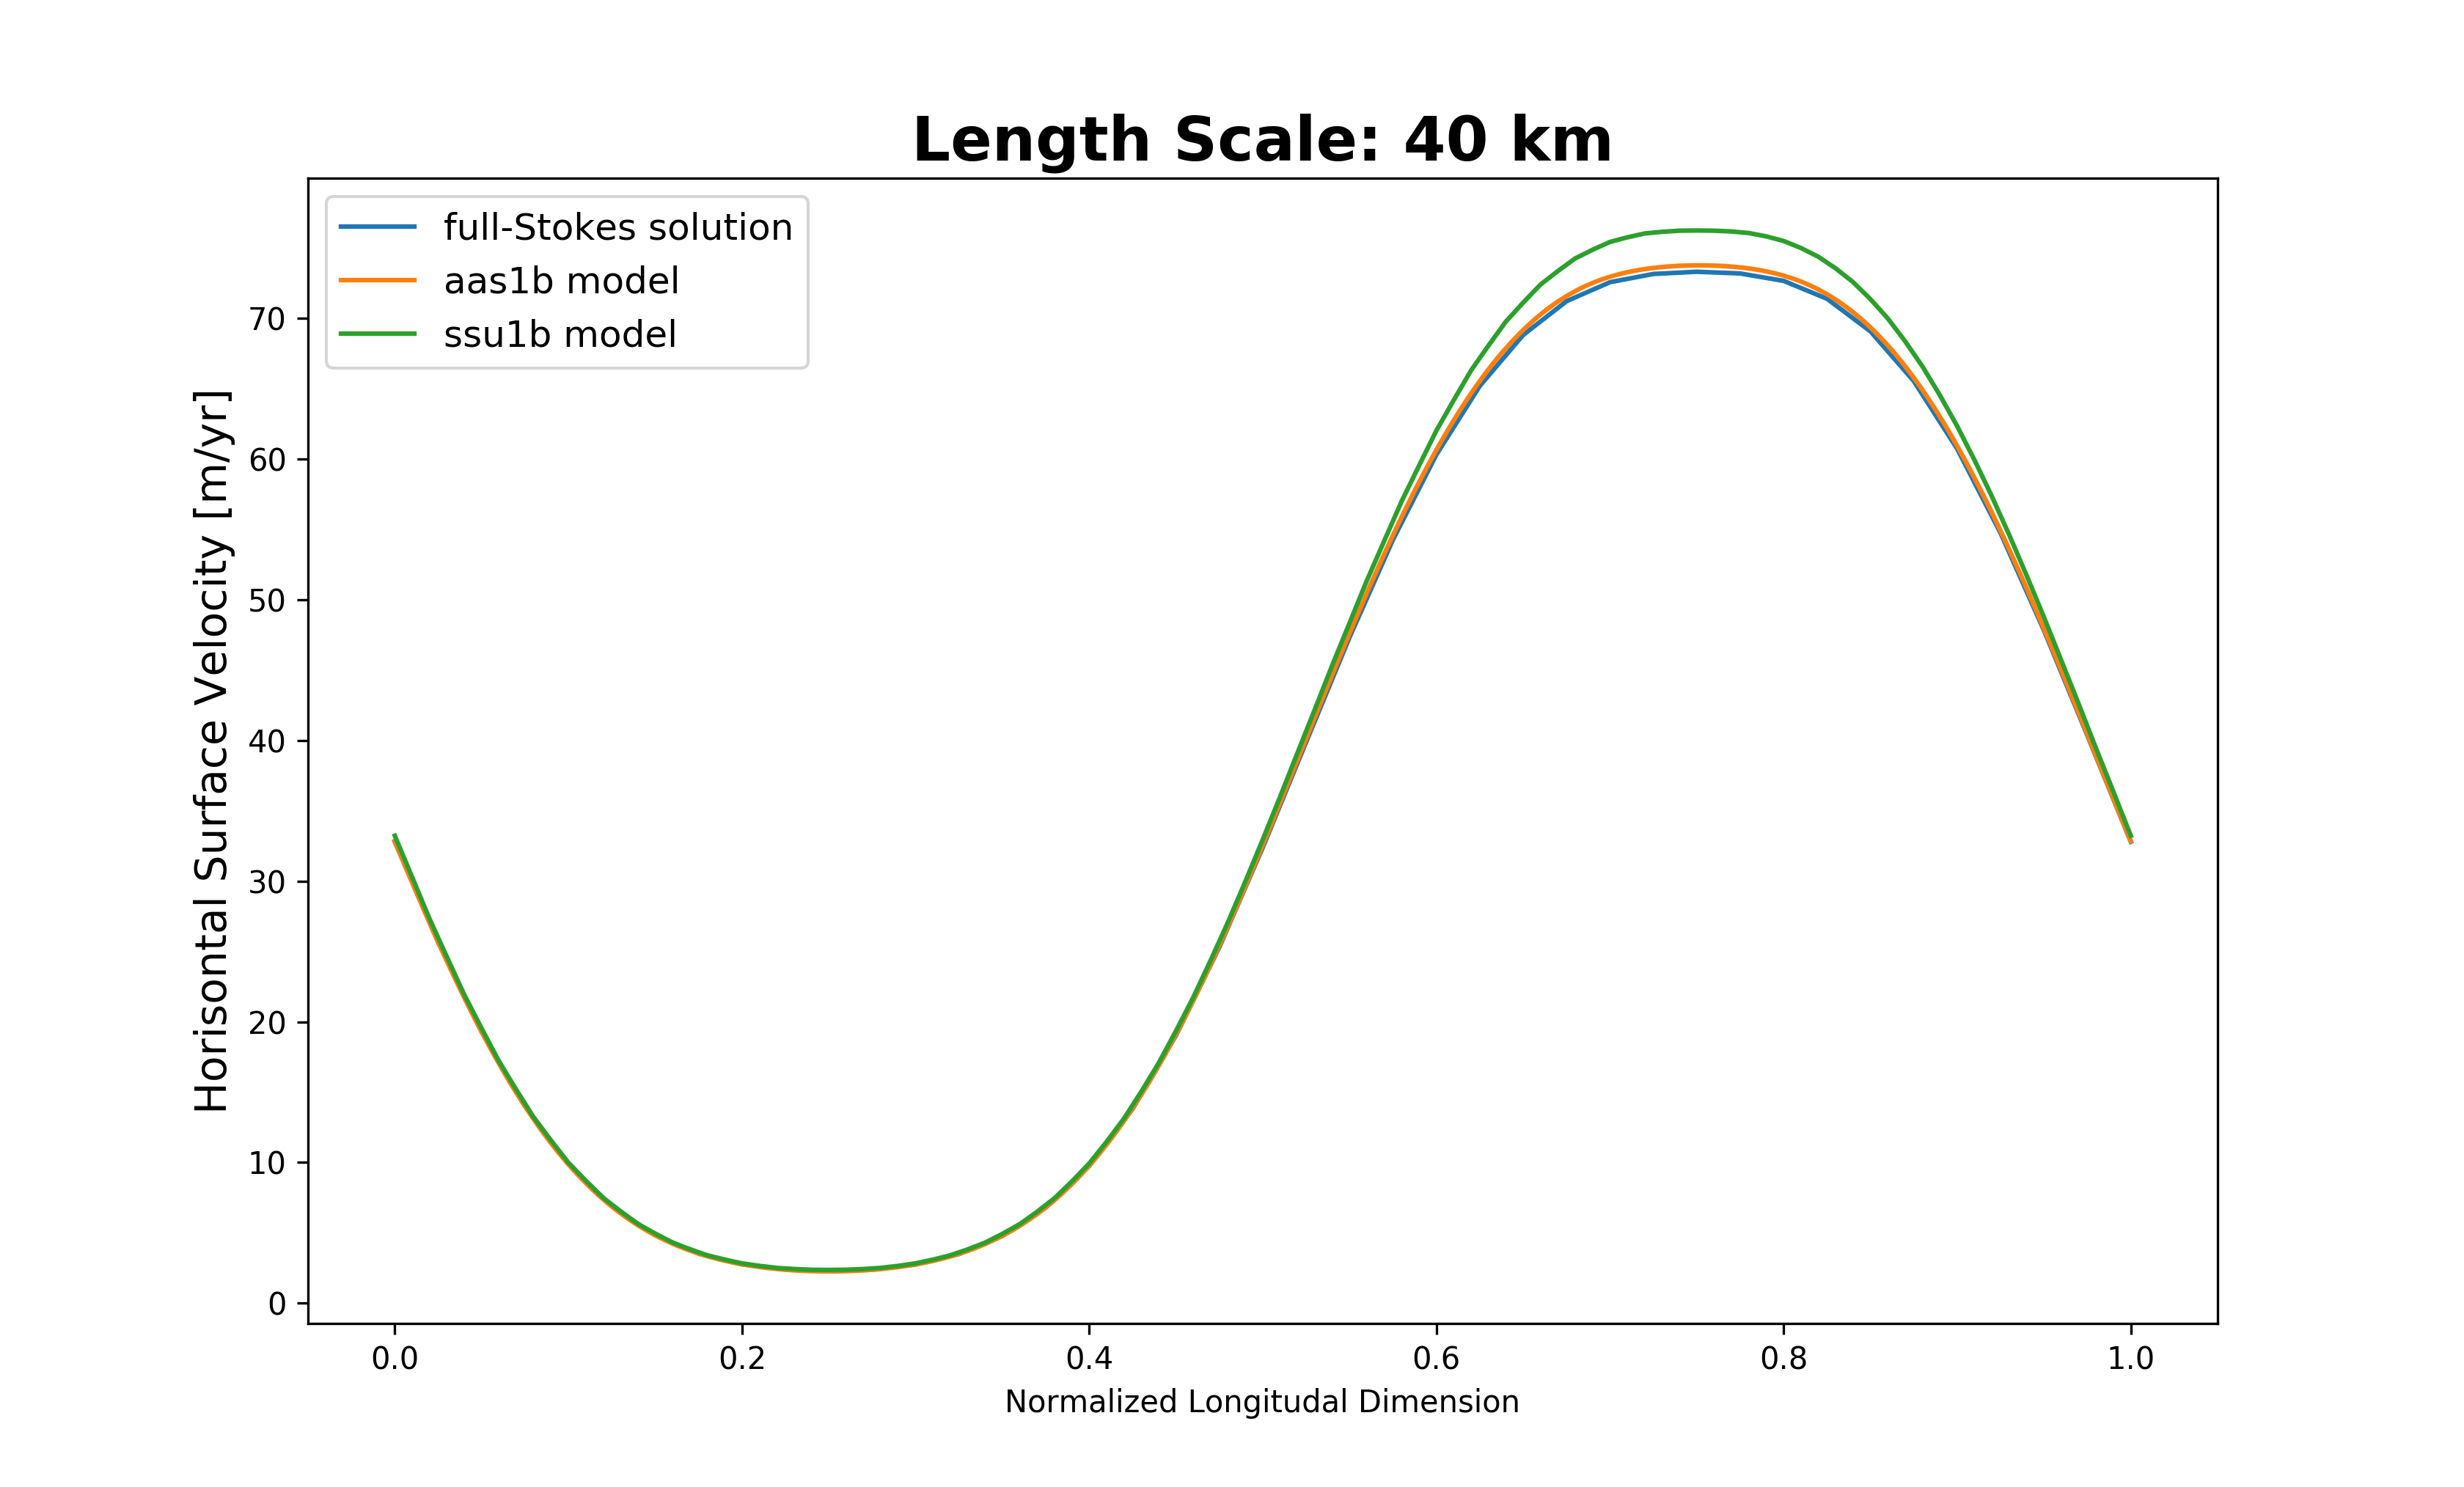 Length Scale: 40 km
full-Stokes solution
aas1b model
ssu1b model
Horisontal Surface Velocity [m/yr]
70
60
50
40
30
20
10
0
0.0 0.2 0.4 0.6 0.8 1.0
Normalized Longitudal Dimension